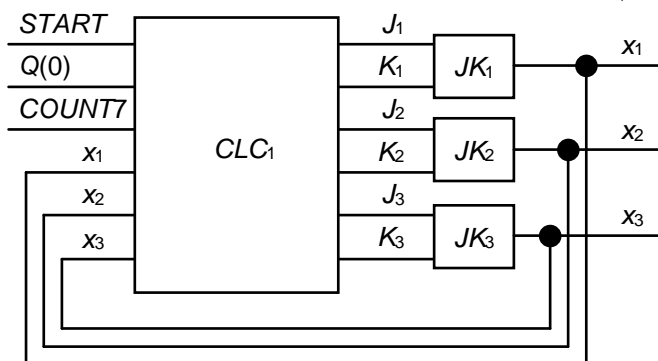 START J₁ x₁
Q(0) K₁ JK₁
COUNT7 J₂ x₂
x₁ CLC₁ K₂ JK₂
x₂ J₃ x₃
x₃ K₃ JK₃